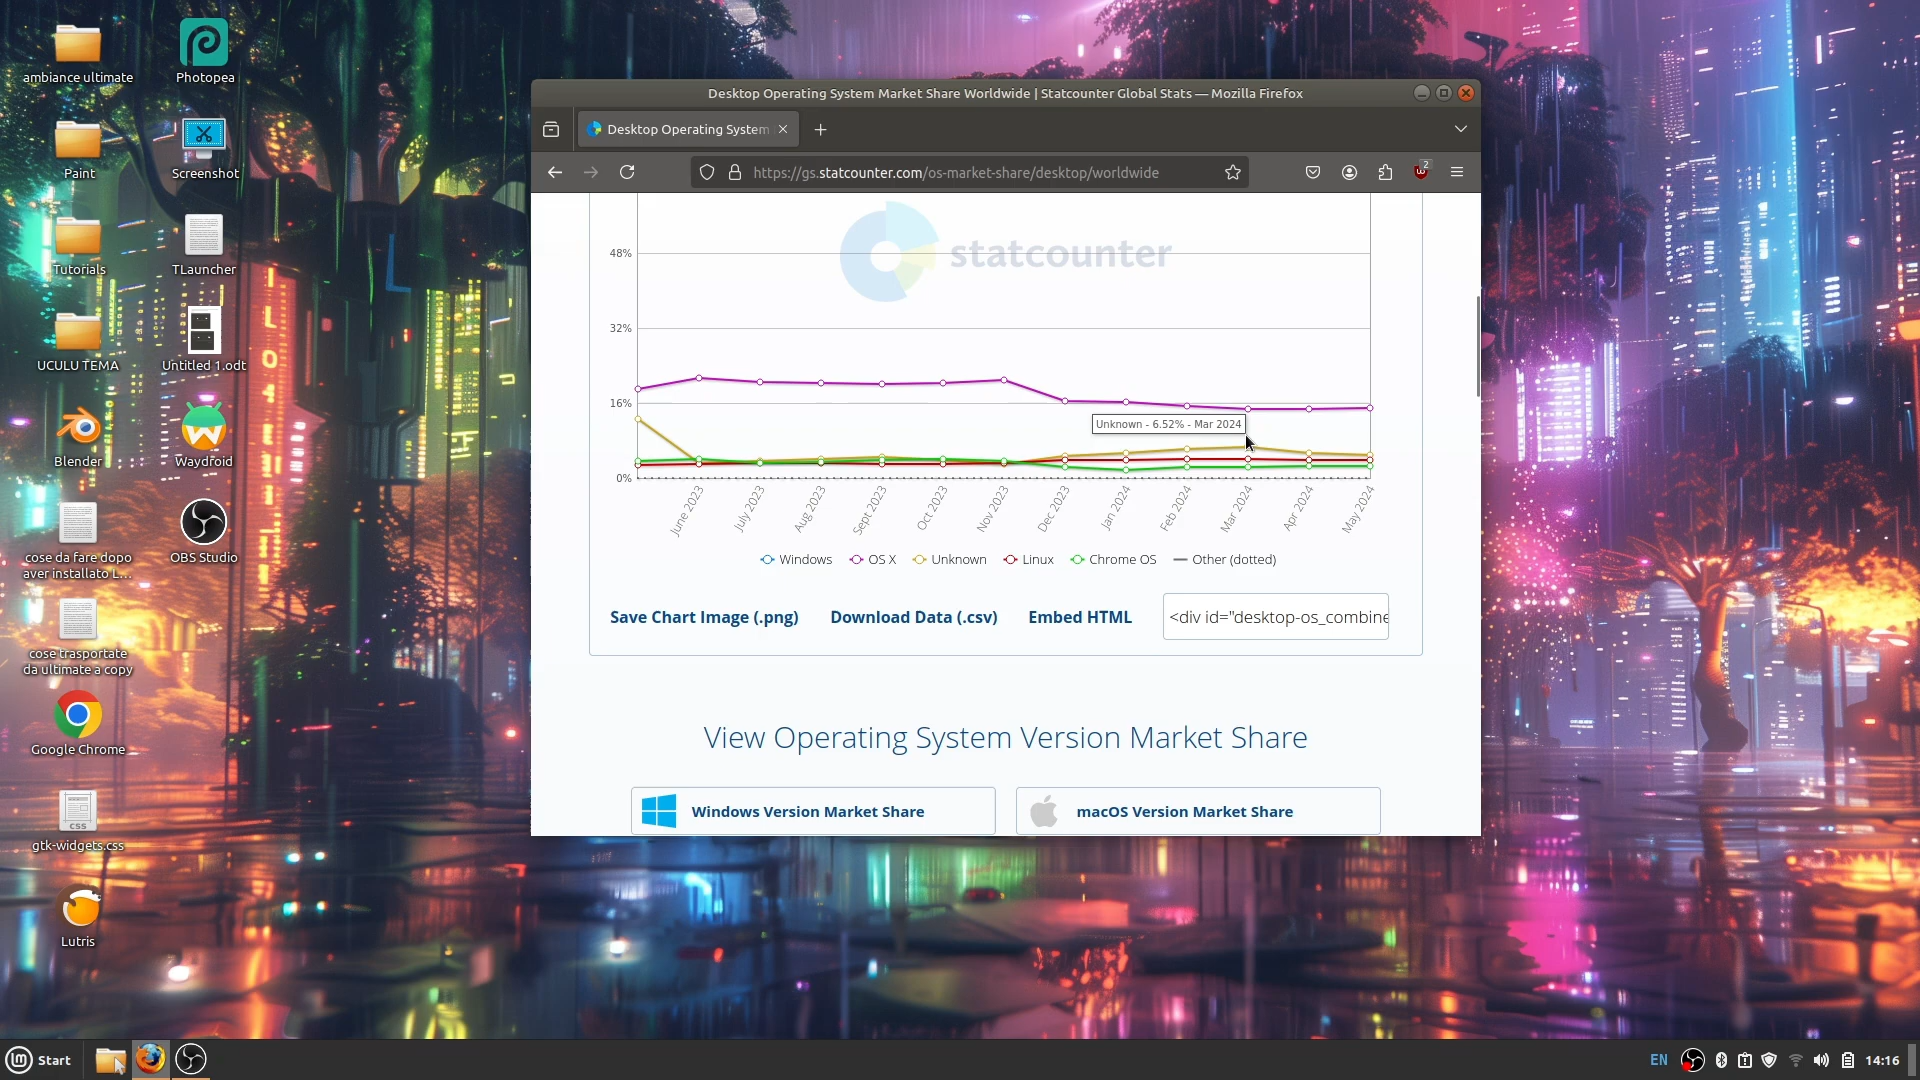 ambiance ultimate
Photopea
Paint
Screenshot
Tutorials
TLauncher
UCULU TEMA
Untitled 1.odt
Blender
Waydroid
cose da fare dopo
aver installato L...
OBS Studio
cose trasportate
da ultimate a copy
Google Chrome
css
gtk-widgets.css
Lutris
Desktop Operating System Market Share Worldwide | Statcounter Global Stats — Mozilla Firefox
Desktop Operating System
https://gs.statcounter.com/os-market-share/desktop/worldwide
2
statcounter
48%
32%
16%
0%
Unknown - 6.52% - Mar 2024
June 2023
July 2023
Aug 2023
Sept 2023
Oct 2023
Nov 2023
Dec 2023
Jan 2024
Feb 2024
Mar 2024
Apr 2024
May 2024
Windows OS X Unknown Linux Chrome OS Other (dotted)
Save Chart Image (.png) Download Data (.csv) Embed HTML <div id="desktop-os_combine
View Operating System Version Market Share
Windows Version Market Share
macOS Version Market Share
Start
EN
14:16